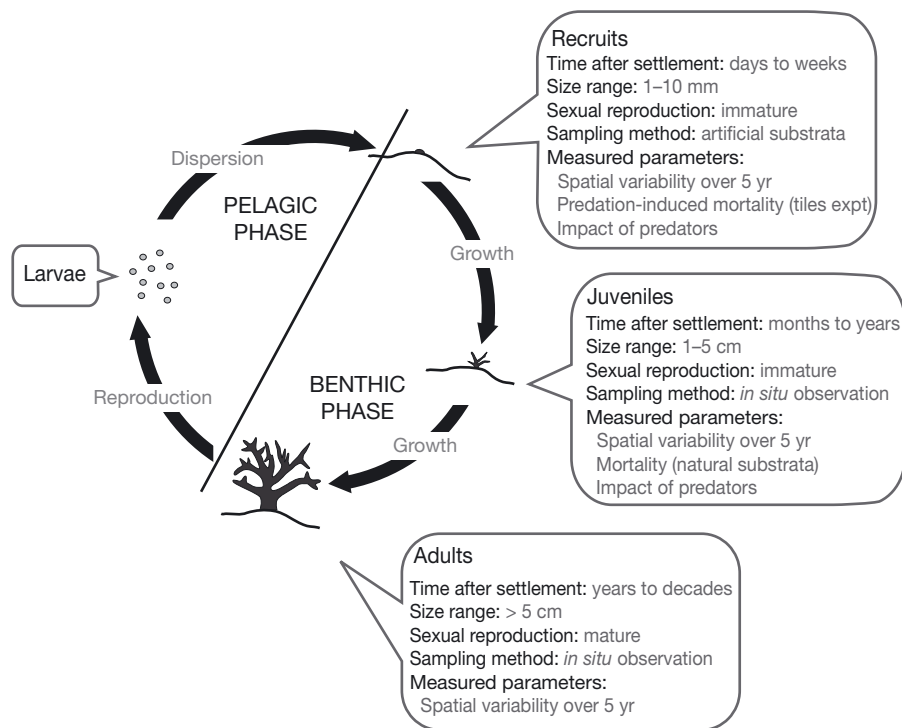 Recruits
Time after settlement: days to weeks
Size range: 1–10 mm
Sexual reproduction: immature
Sampling method: artificial substrata
Measured parameters:
Spatial variability over 5 yr
Predation-induced mortality (tiles expt)
Impact of predators
Dispersion
PELAGIC
PHASE
Growth
Larvae
Juveniles
Time after settlement: months to years
Size range: 1–5 cm
Sexual reproduction: immature
Sampling method: in situ observation
Measured parameters:
Spatial variability over 5 yr
Mortality (natural substrata)
Impact of predators
BENTHIC
PHASE
Reproduction
Growth
Adults
Time after settlement: years to decades
Size range: > 5 cm
Sexual reproduction: mature
Sampling method: in situ observation
Measured parameters:
Spatial variability over 5 yr